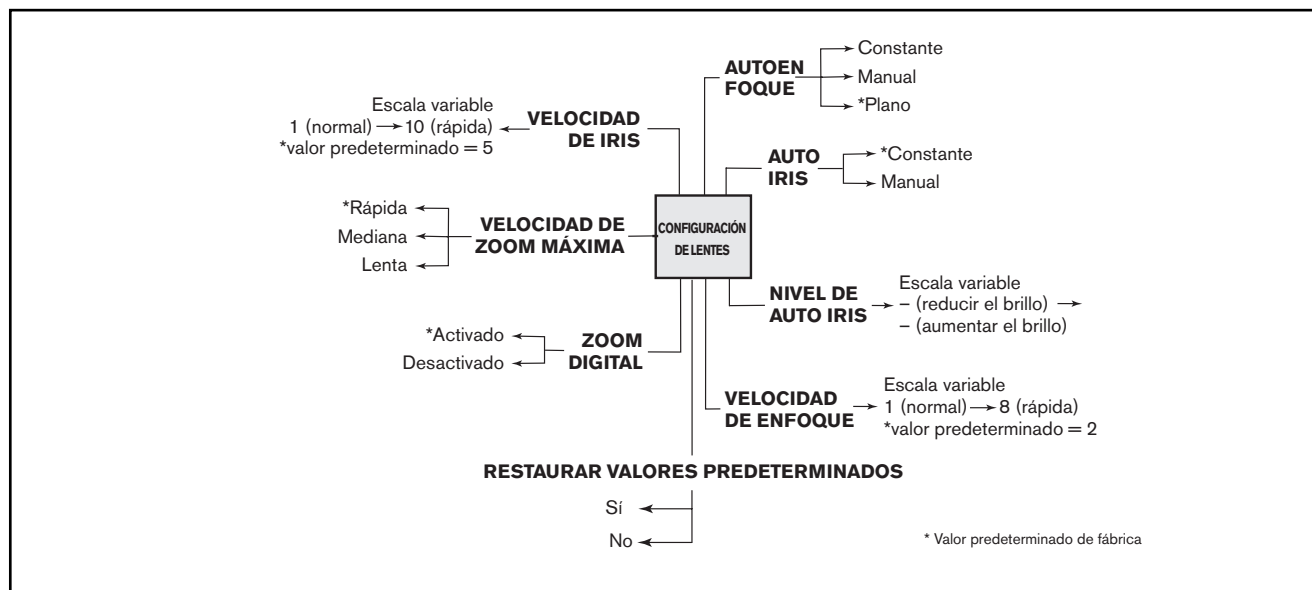 AUTOEN
FOQUE
Constante
Manual
*Plano
Escala variable
1 (normal) → 10 (rápida)
*valor predeterminado = 5
VELOCIDAD
DE IRIS
AUTO
IRIS
*Constante
Manual
*Rápida
Mediana
Lenta
VELOCIDAD DE
ZOOM MÁXIMA
CONFIGURACIÓN
DE LENTES
NIVEL DE
AUTO IRIS
Escala variable
– (reducir el brillo) →
– (aumentar el brillo)
*Activado
Desactivado
ZOOM
DIGITAL
VELOCIDAD
DE ENFOQUE
Escala variable
1 (normal) → 8 (rápida)
*valor predeterminado = 2
RESTAURAR VALORES PREDETERMINADOS
Sí
No
* Valor predeterminado de fábrica